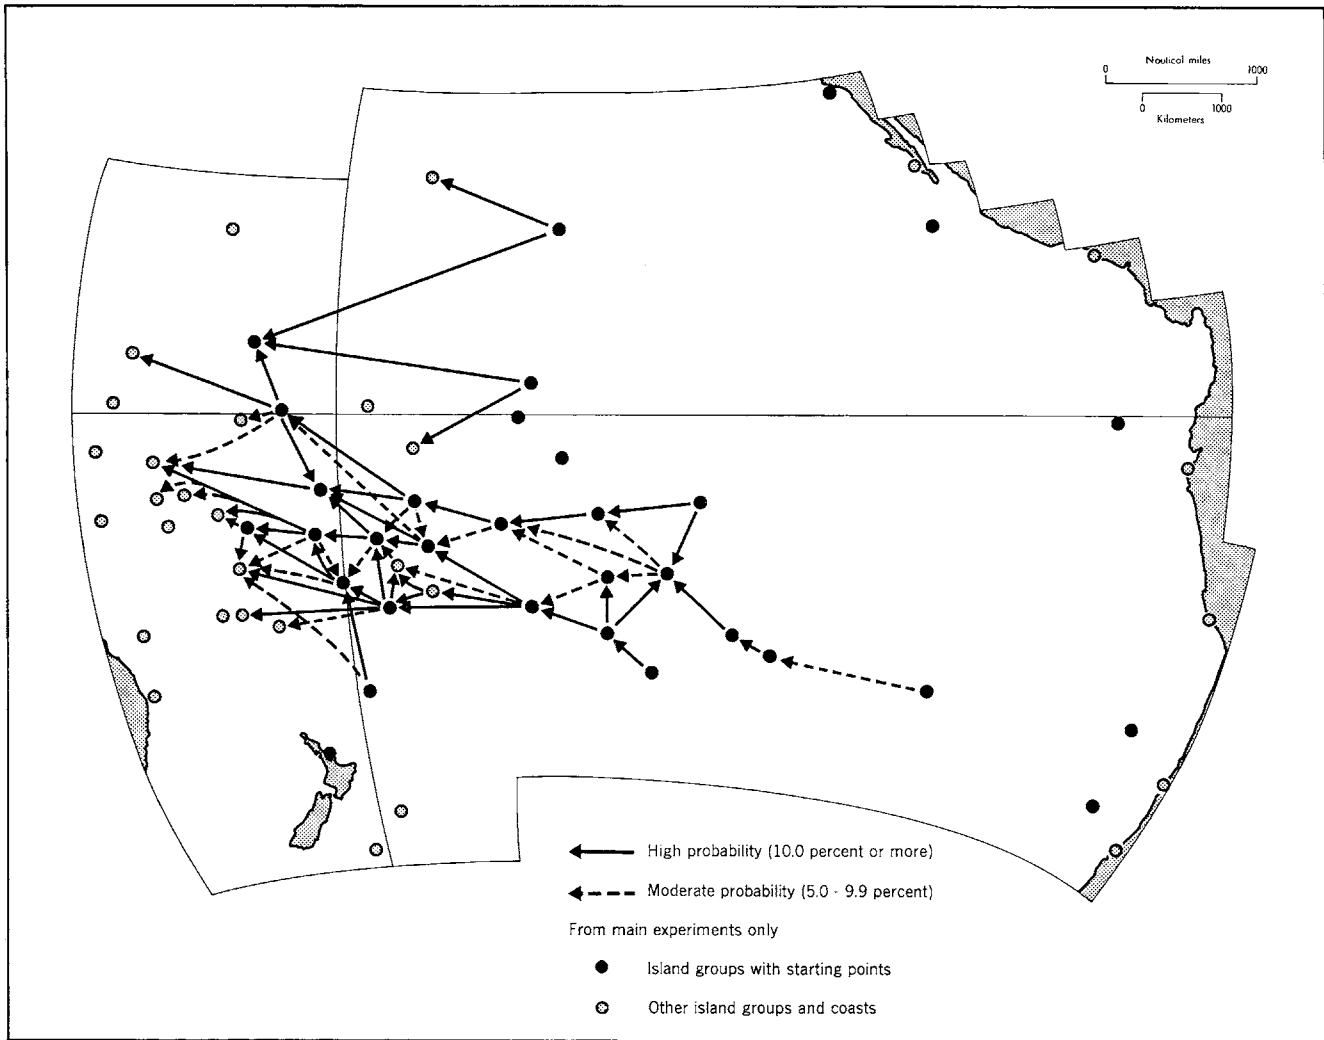 Nautical miles
0 1000
0 1000
Kilometers
High probability (10.0 percent or more)
Moderate probability (5.0 - 9.9 percent)
From main experiments only
Island groups with starting points
Other island groups and coasts